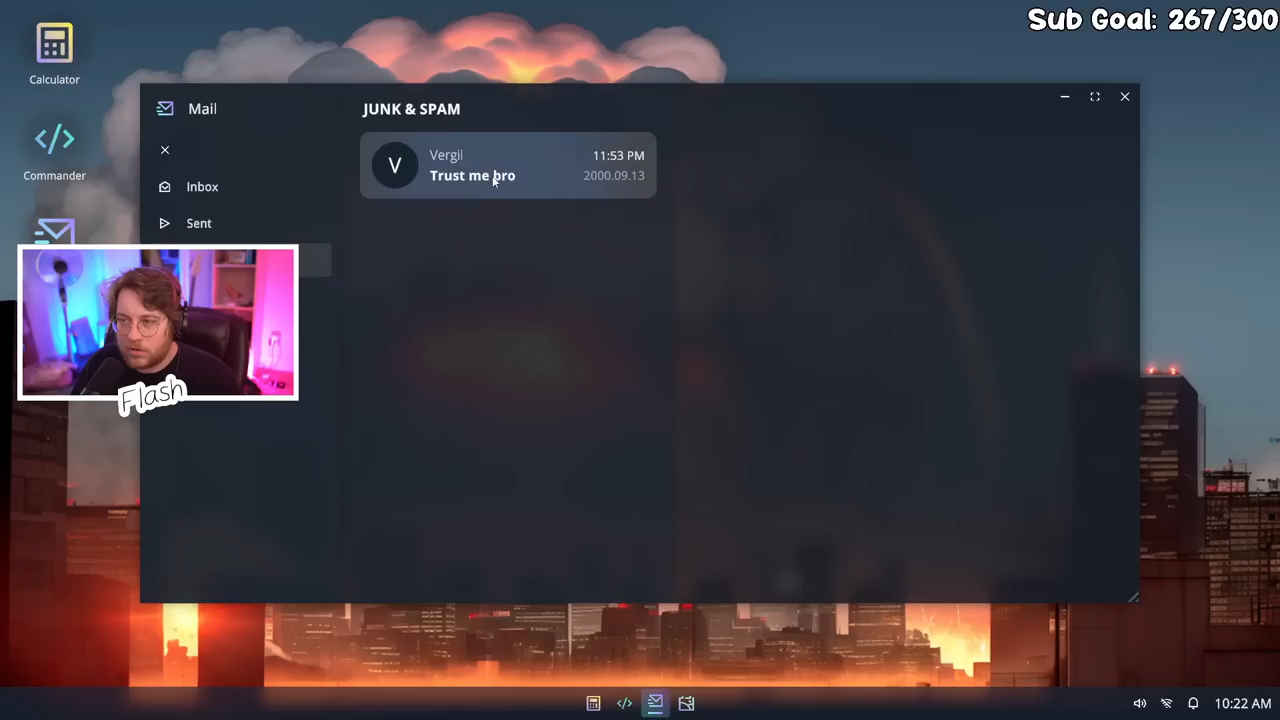 Sub Goal: 267/300
Calculator
Commander
Mail
Inbox
Sent
JUNK & SPAM
V
Vergil
11:53 PM
Trust me bro
2000.09.13
Flash
10:22 AM